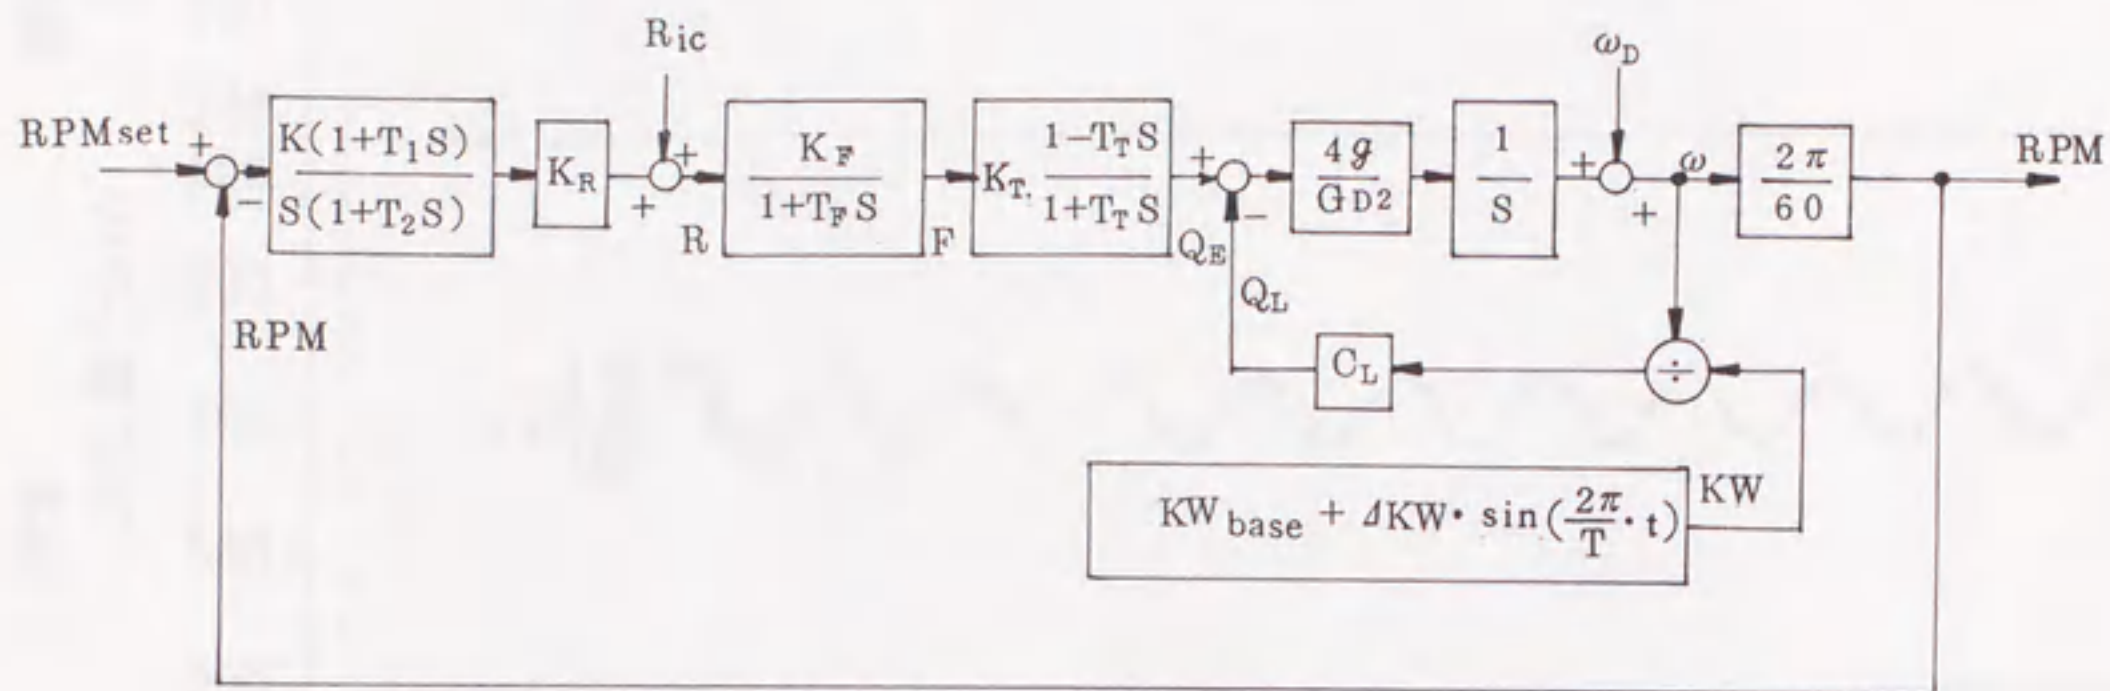 Ric
ωD
RPMset
+
−
K(1+T1S)
S(1+T2S)
KR
+
+
R
KF
1+TFS
F
KT.
1−TTS
1+TTS
+
−
QE
QL
4g
GD2
1
S
+
+
ω
2π
60
RPM
RPM
CL
÷
KWbase + ΔKW· sin(2π/T · t)
KW